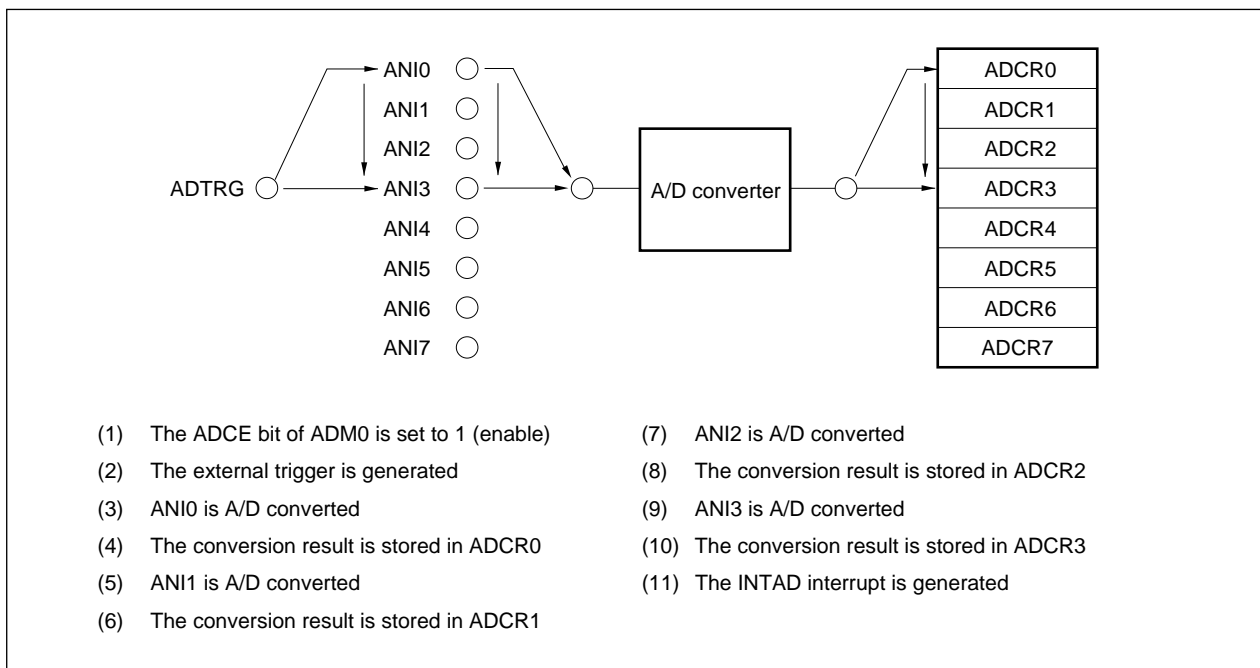 ANI0
ANI1
ANI2
ADTRG
ANI3
ANI4
ANI5
ANI6
ANI7
A/D converter
ADCR0
ADCR1
ADCR2
ADCR3
ADCR4
ADCR5
ADCR6
ADCR7
(1) The ADCE bit of ADM0 is set to 1 (enable)
(2) The external trigger is generated
(3) ANI0 is A/D converted
(4) The conversion result is stored in ADCR0
(5) ANI1 is A/D converted
(6) The conversion result is stored in ADCR1
(7) ANI2 is A/D converted
(8) The conversion result is stored in ADCR2
(9) ANI3 is A/D converted
(10) The conversion result is stored in ADCR3
(11) The INTAD interrupt is generated